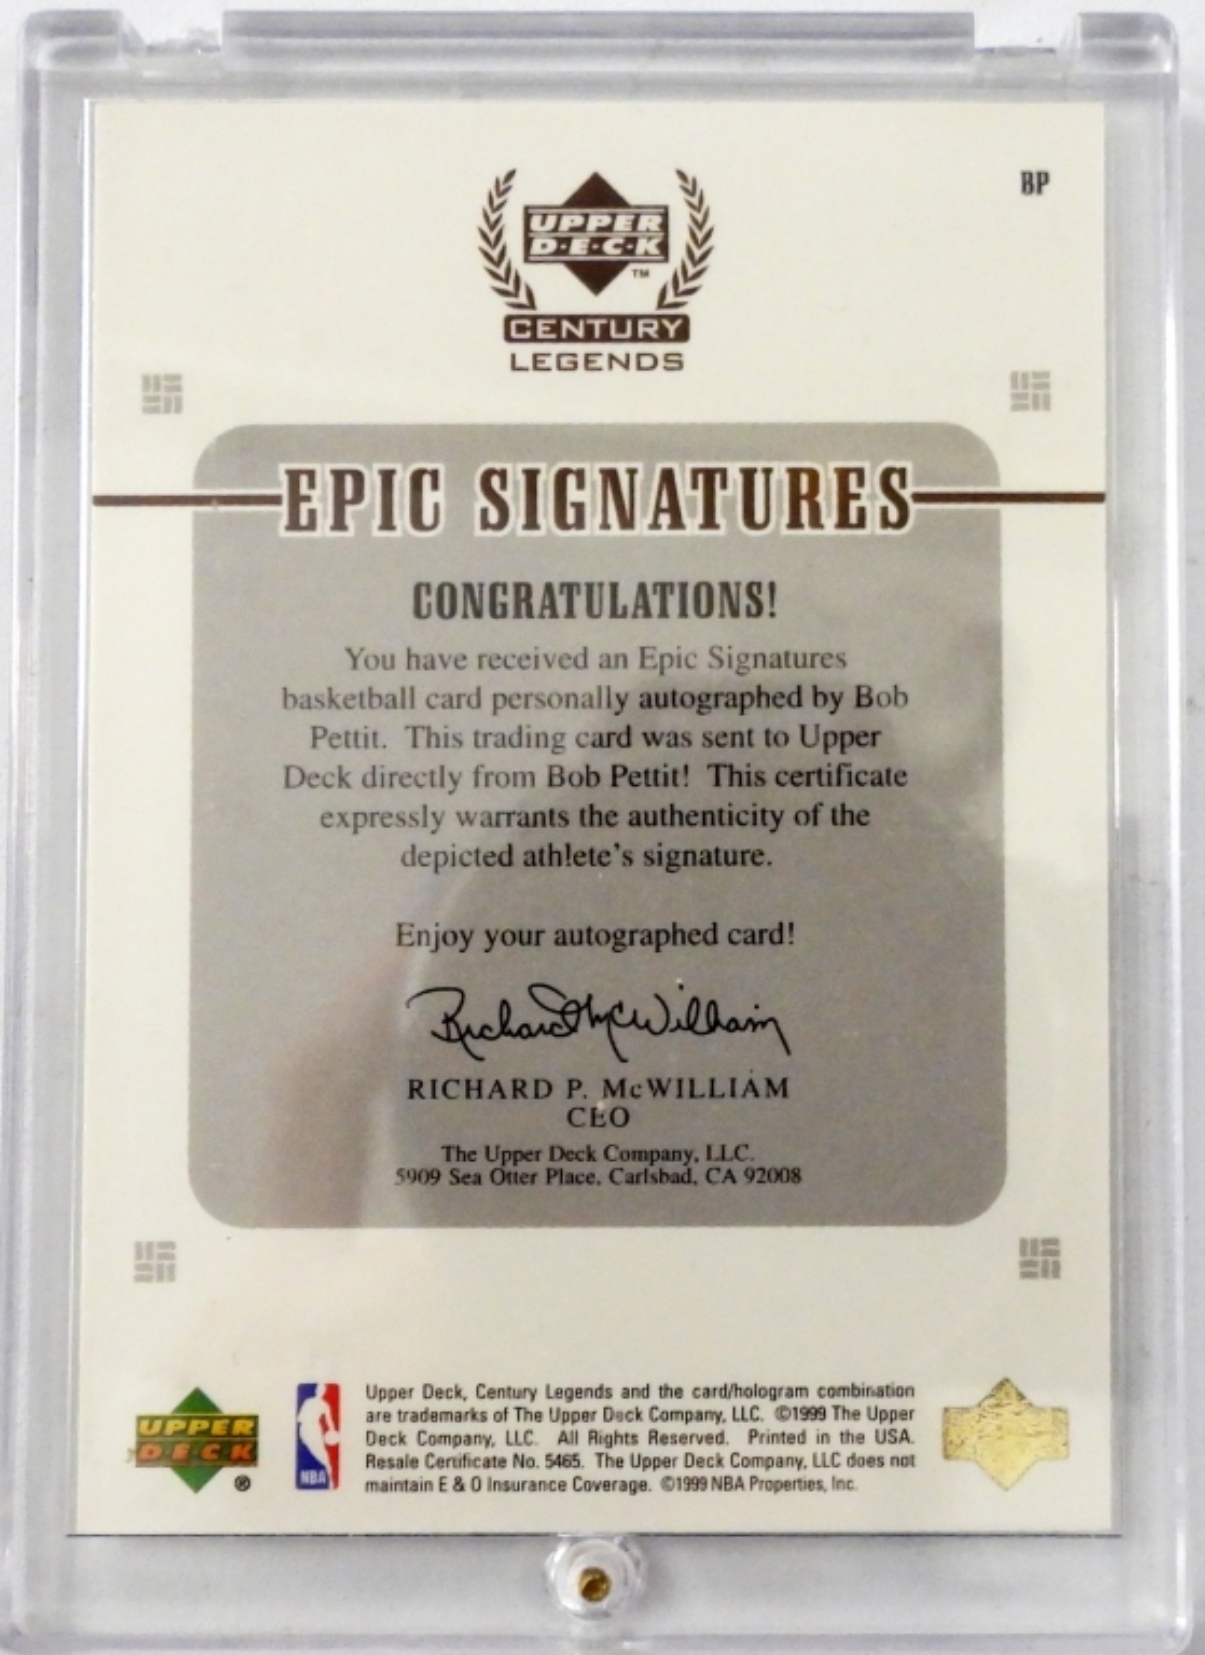 BP
UPPER
D·E·C·K
TM
CENTURY
LEGENDS
EPIC SIGNATURES
CONGRATULATIONS!
You have received an Epic Signatures
basketball card personally autographed by Bob
Pettit. This trading card was sent to Upper
Deck directly from Bob Pettit! This certificate
expressly warrants the authenticity of the
depicted athlete's signature.
Enjoy your autographed card!
Richard McWilliam
RICHARD P. McWILLIAM
CEO
The Upper Deck Company, LLC.
5909 Sea Otter Place, Carlsbad, CA 92008
UPPER
D·E·C·K
®
NBA
Upper Deck, Century Legends and the card/hologram combination
are trademarks of The Upper Deck Company, LLC. ©1999 The Upper
Deck Company, LLC. All Rights Reserved. Printed in the USA.
Resale Certificate No. 5465. The Upper Deck Company, LLC does not
maintain E & O Insurance Coverage. ©1999 NBA Properties, Inc.